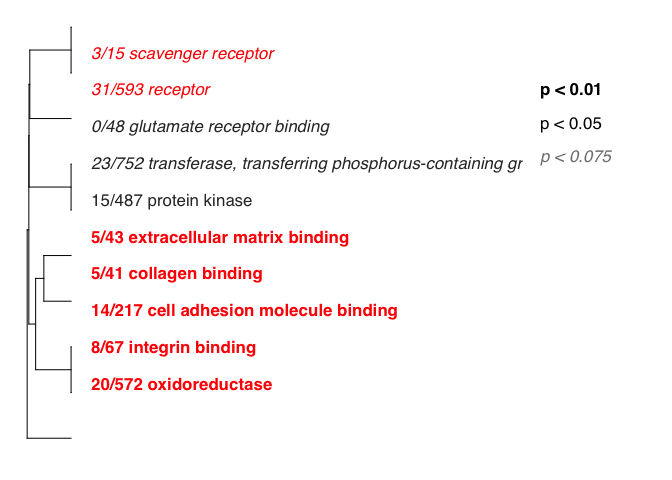 3/15 scavenger receptor
31/593 receptor
0/48 glutamate receptor binding
23/752 transferase, transferring phosphorus-containing gr
15/487 protein kinase
5/43 extracellular matrix binding
5/41 collagen binding
14/217 cell adhesion molecule binding
8/67 integrin binding
20/572 oxidoreductase
p < 0.01
p < 0.05
p < 0.075